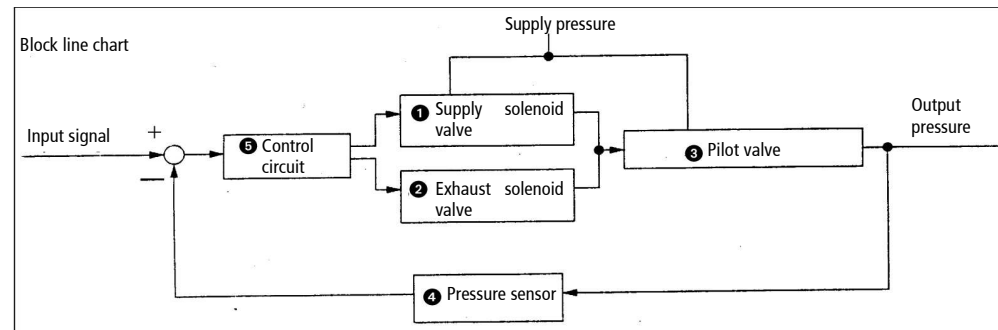 Supply pressure
Block line chart
❶ Supply solenoid
valve
Output
pressure
Input signal
+
❺ Control
circuit
❸ Pilot valve
—
❷ Exhaust solenoid
valve
❹ Pressure sensor